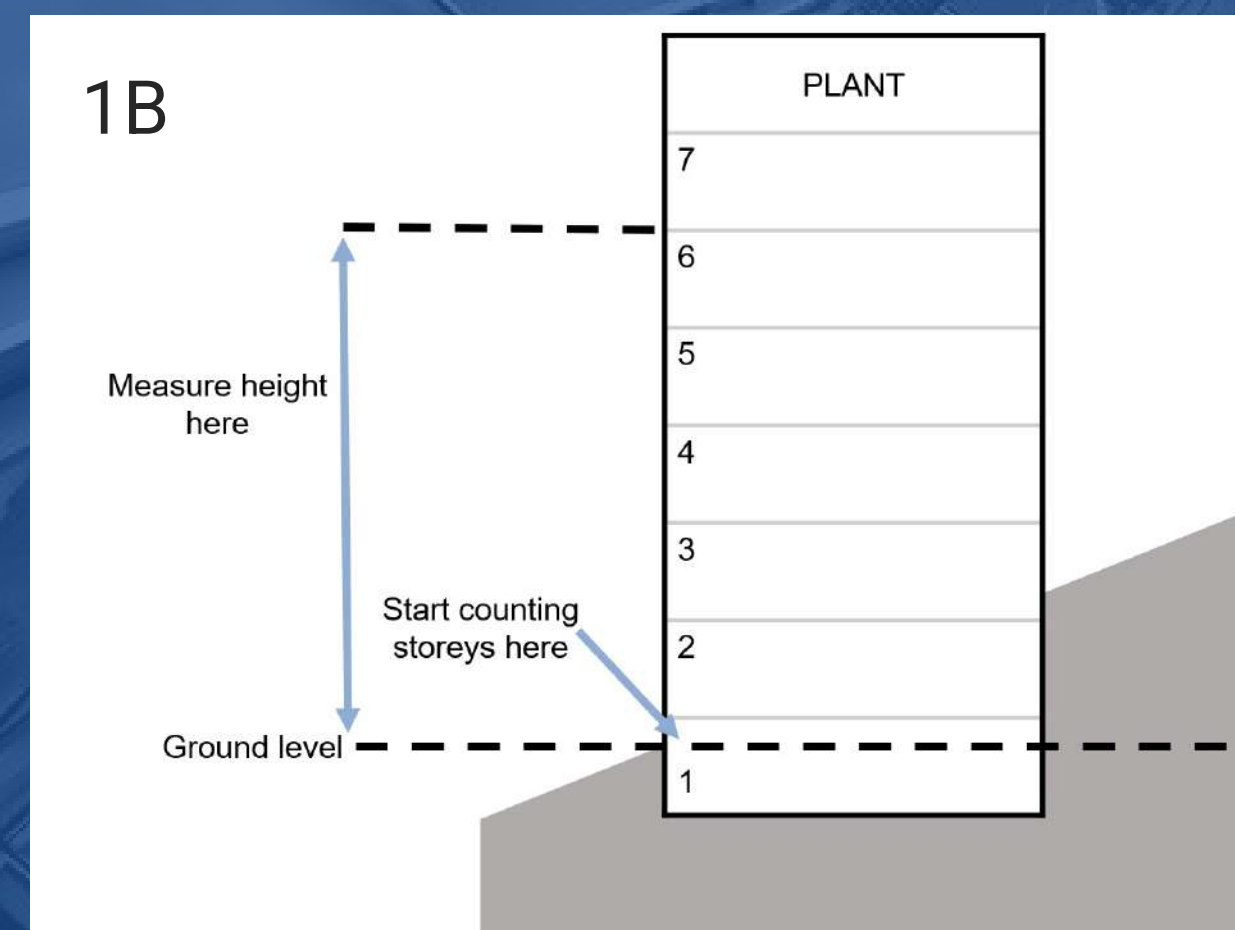 1B
PLANT
7
6
5
Measure height
here
4
3
Start counting
storeys here
2
Ground level
1